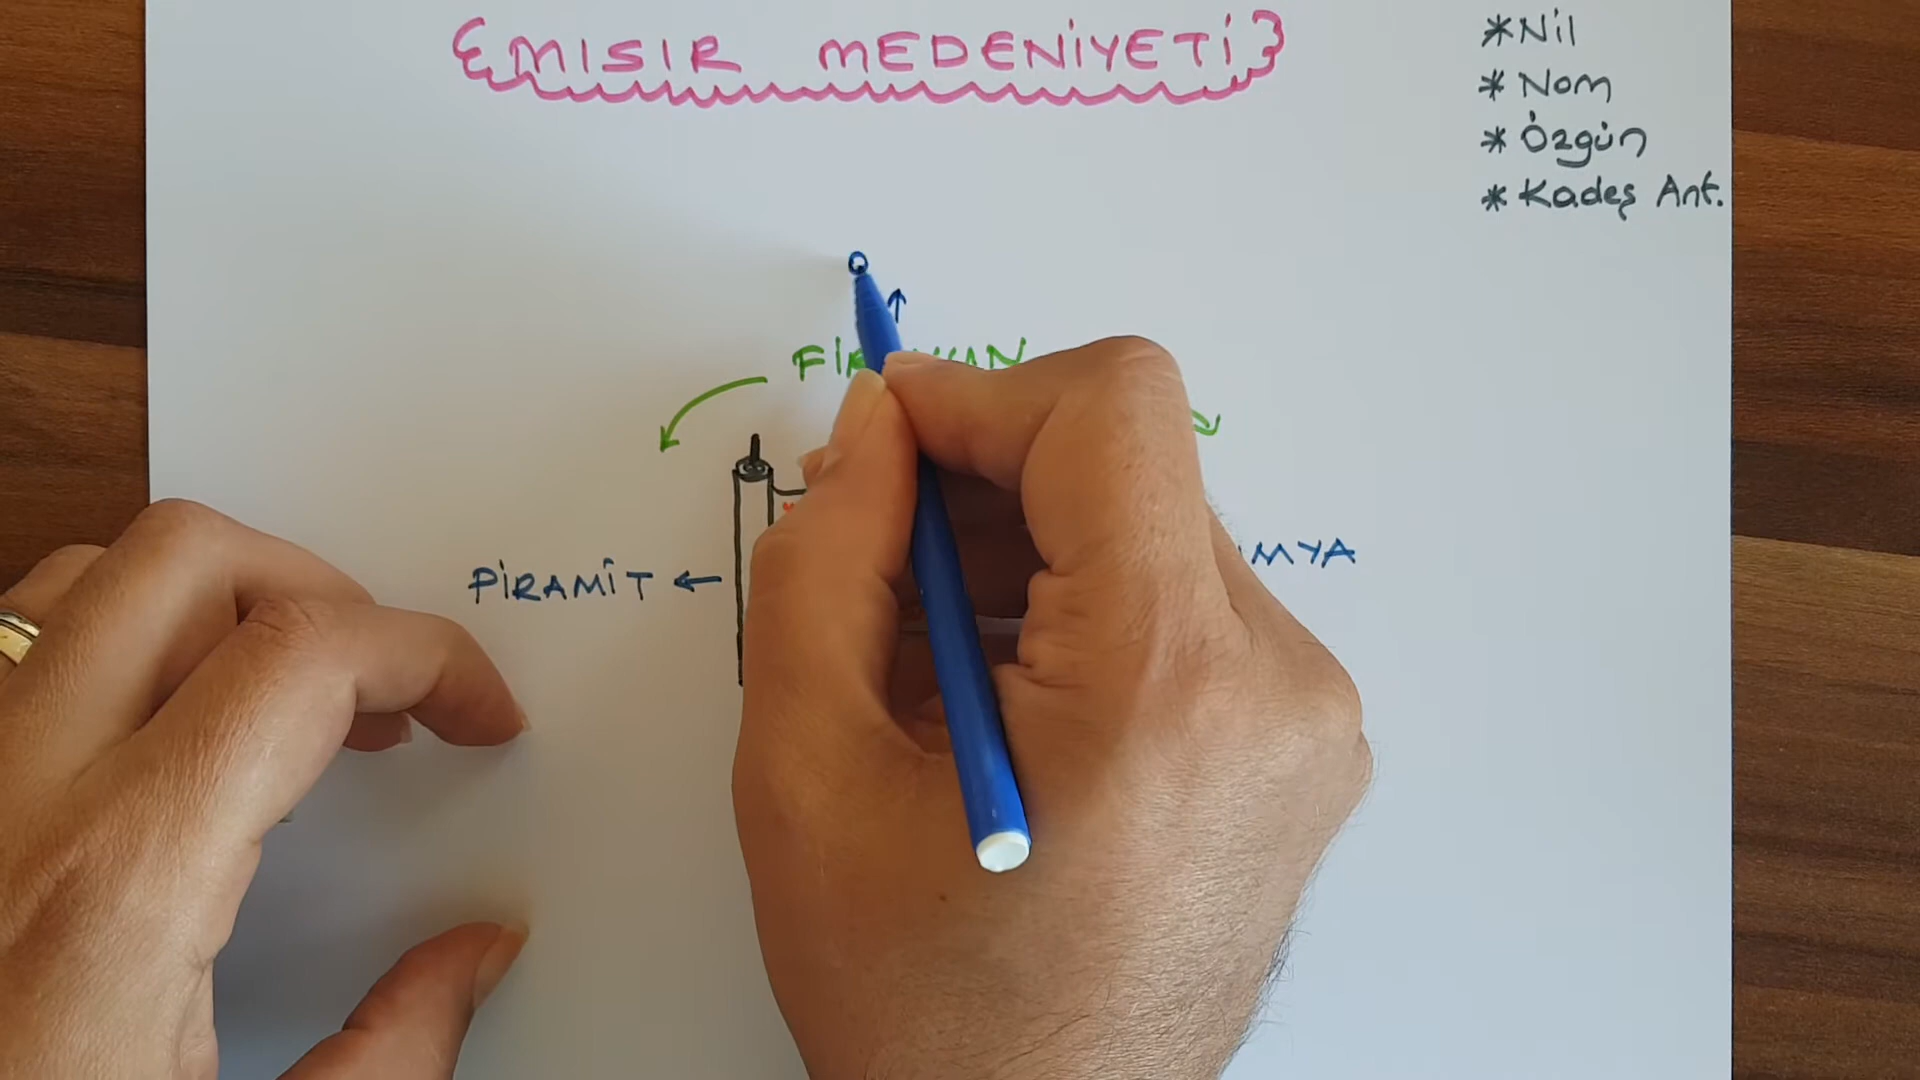 MISIR MEDENİYETİ
* Nil
* Nom
* Özgün
* Kadeş Ant.
PİRAMİT